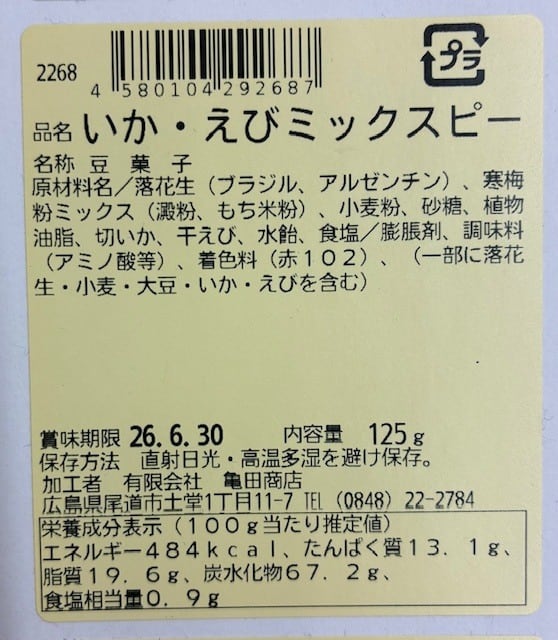 2268
4 580104 292687
プラ
品名 いか・えびミックスピー
名称 豆 菓 子
原材料名／落花生（ブラジル、アルゼンチン）、寒梅
粉ミックス（澱粉、もち米粉）、小麦粉、砂糖、植物
油脂、切いか、干えび、水飴、食塩／膨脹剤、調味料
（アミノ酸等）、着色料（赤102）、（一部に落花
生・小麦・大豆・いか・えびを含む）
賞味期限 26.6.30 内容量 125g
保存方法 直射日光・高温多湿を避け保存。
加工者 有限会社 亀田商店
広島県尾道市土堂1丁目11-7 TEL（0848）22-2784
栄養成分表示（100g当たり推定値）
エネルギー484kcal、たんぱく質13.1g、
脂質19.6g、炭水化物67.2g、
食塩相当量0.9g